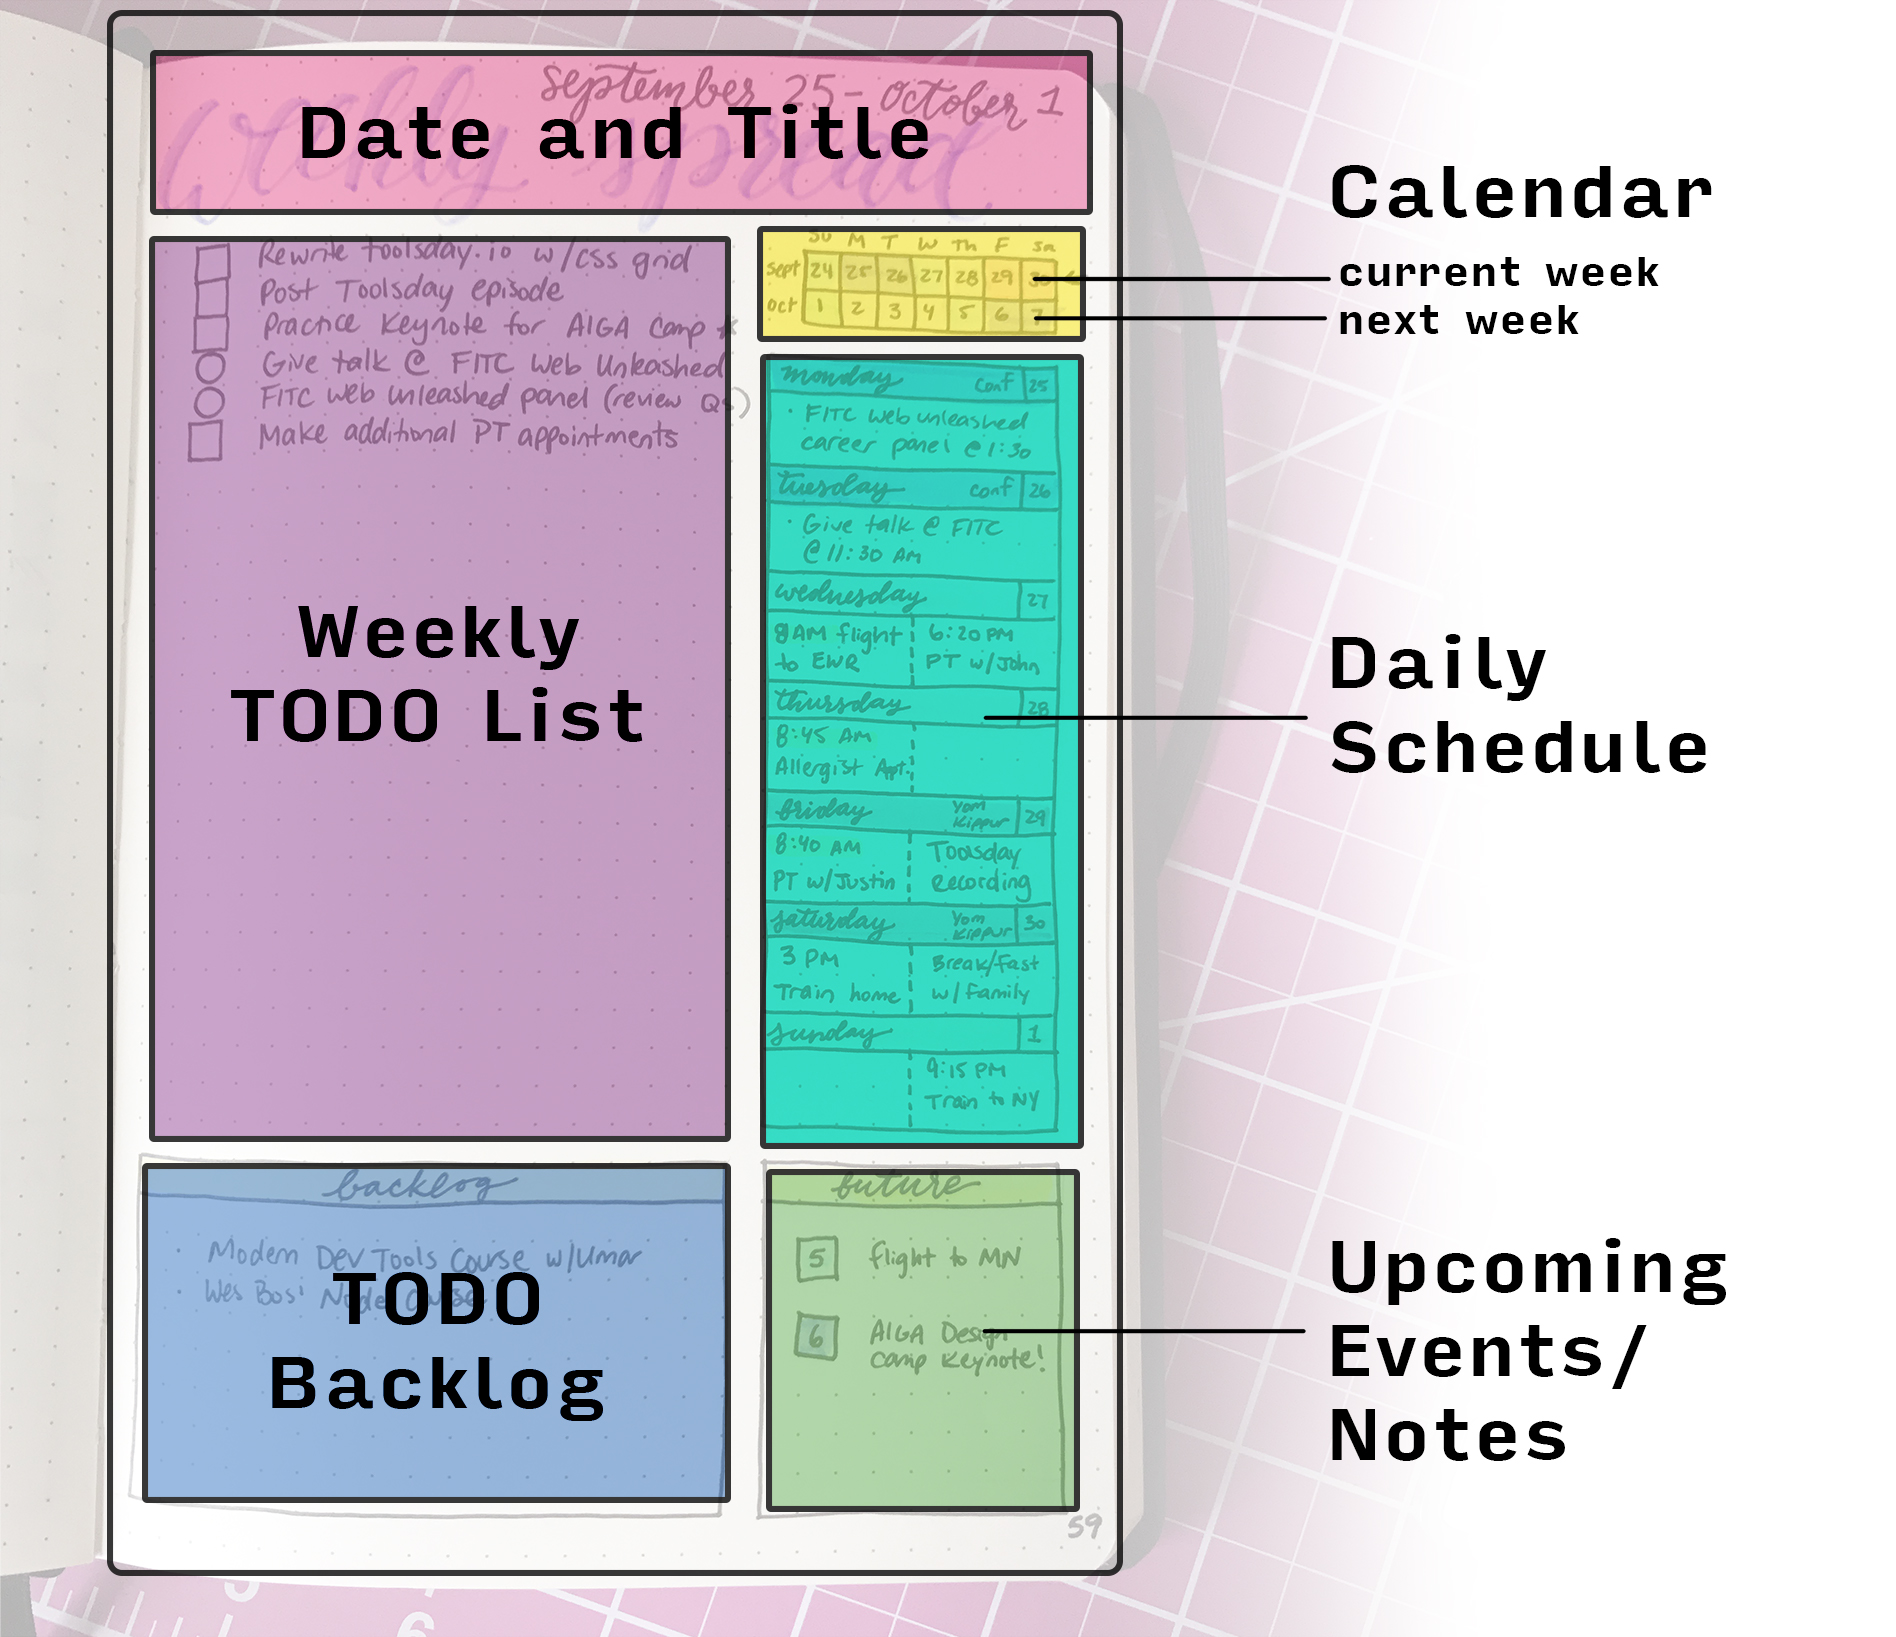 september 25 - october 1
Weekly spread
Date and Title
Rewrite toolsday.io w/css grid
Post Toolsday episode
Practice Keynote for AIGA Camp
Give talk @ FITC Web Unleashed
FITC Web Unleashed panel (review Qs)
Make additional PT appointments
Weekly
TODO List
Su M T W Th F Sa
Sept 24 25 26 27 28 29 30
Oct 1 2 3 4 5 6 7
Calendar
current week
next week
monday conf 25
· FITC Web Unleashed
career panel @ 1:30
tuesday conf 26
· Give talk @ FITC
@ 11:30 AM
wednesday 27
8AM flight
to EWR
6:20 PM
PT w/John
thursday 28
8:45 AM
Allergist Appt.
friday Yom Kippur 29
8:40 AM
PT w/Justin
Toolsday
Recording
saturday Yom Kippur 30
3 PM
Train home
Break/fast
w/ family
sunday 1
9:15 PM
Train to NY
Daily
Schedule
backlog
· Modern Dev Tools Course w/Umar
· Wes Bos' Node Course
TODO
Backlog
future
5 flight to MN
6 AIGA Design
Camp Keynote!
Upcoming
Events/
Notes
59
6